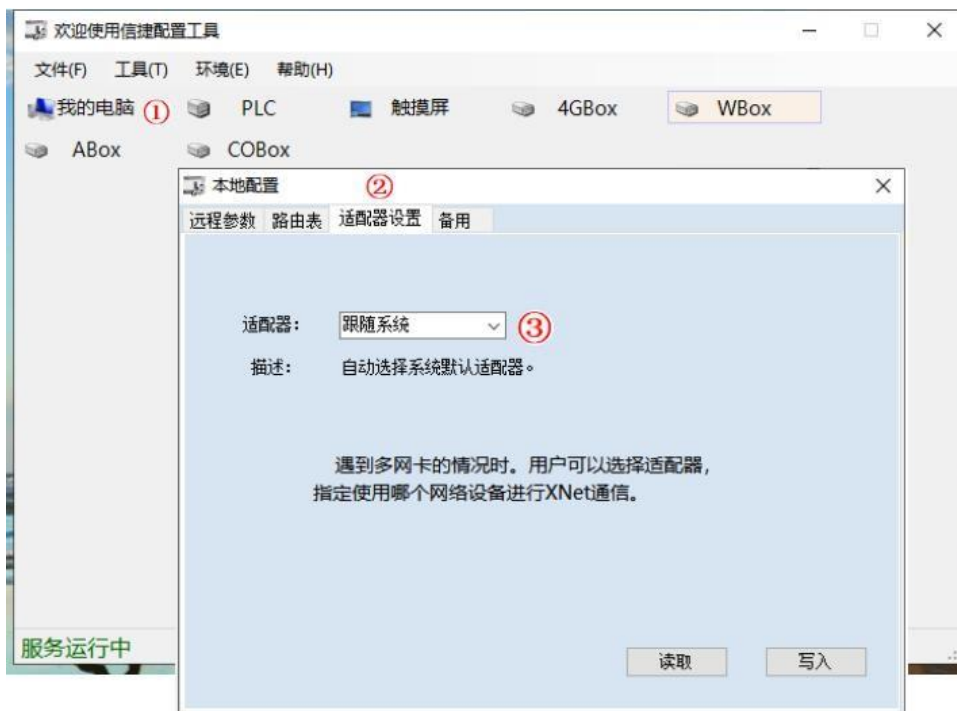 欢迎使用信捷配置工具
文件(F) 工具(T) 环境(E) 帮助(H)
我的电脑 ① PLC 触摸屏 4GBox WBox
ABox COBox
本地配置 ②
远程参数 路由表 适配器设置 备用
适配器： 跟随系统 ③
描述： 自动选择系统默认适配器。
遇到多网卡的情况时。用户可以选择适配器，
指定使用哪个网络设备进行XNet通信。
服务运行中
读取 写入